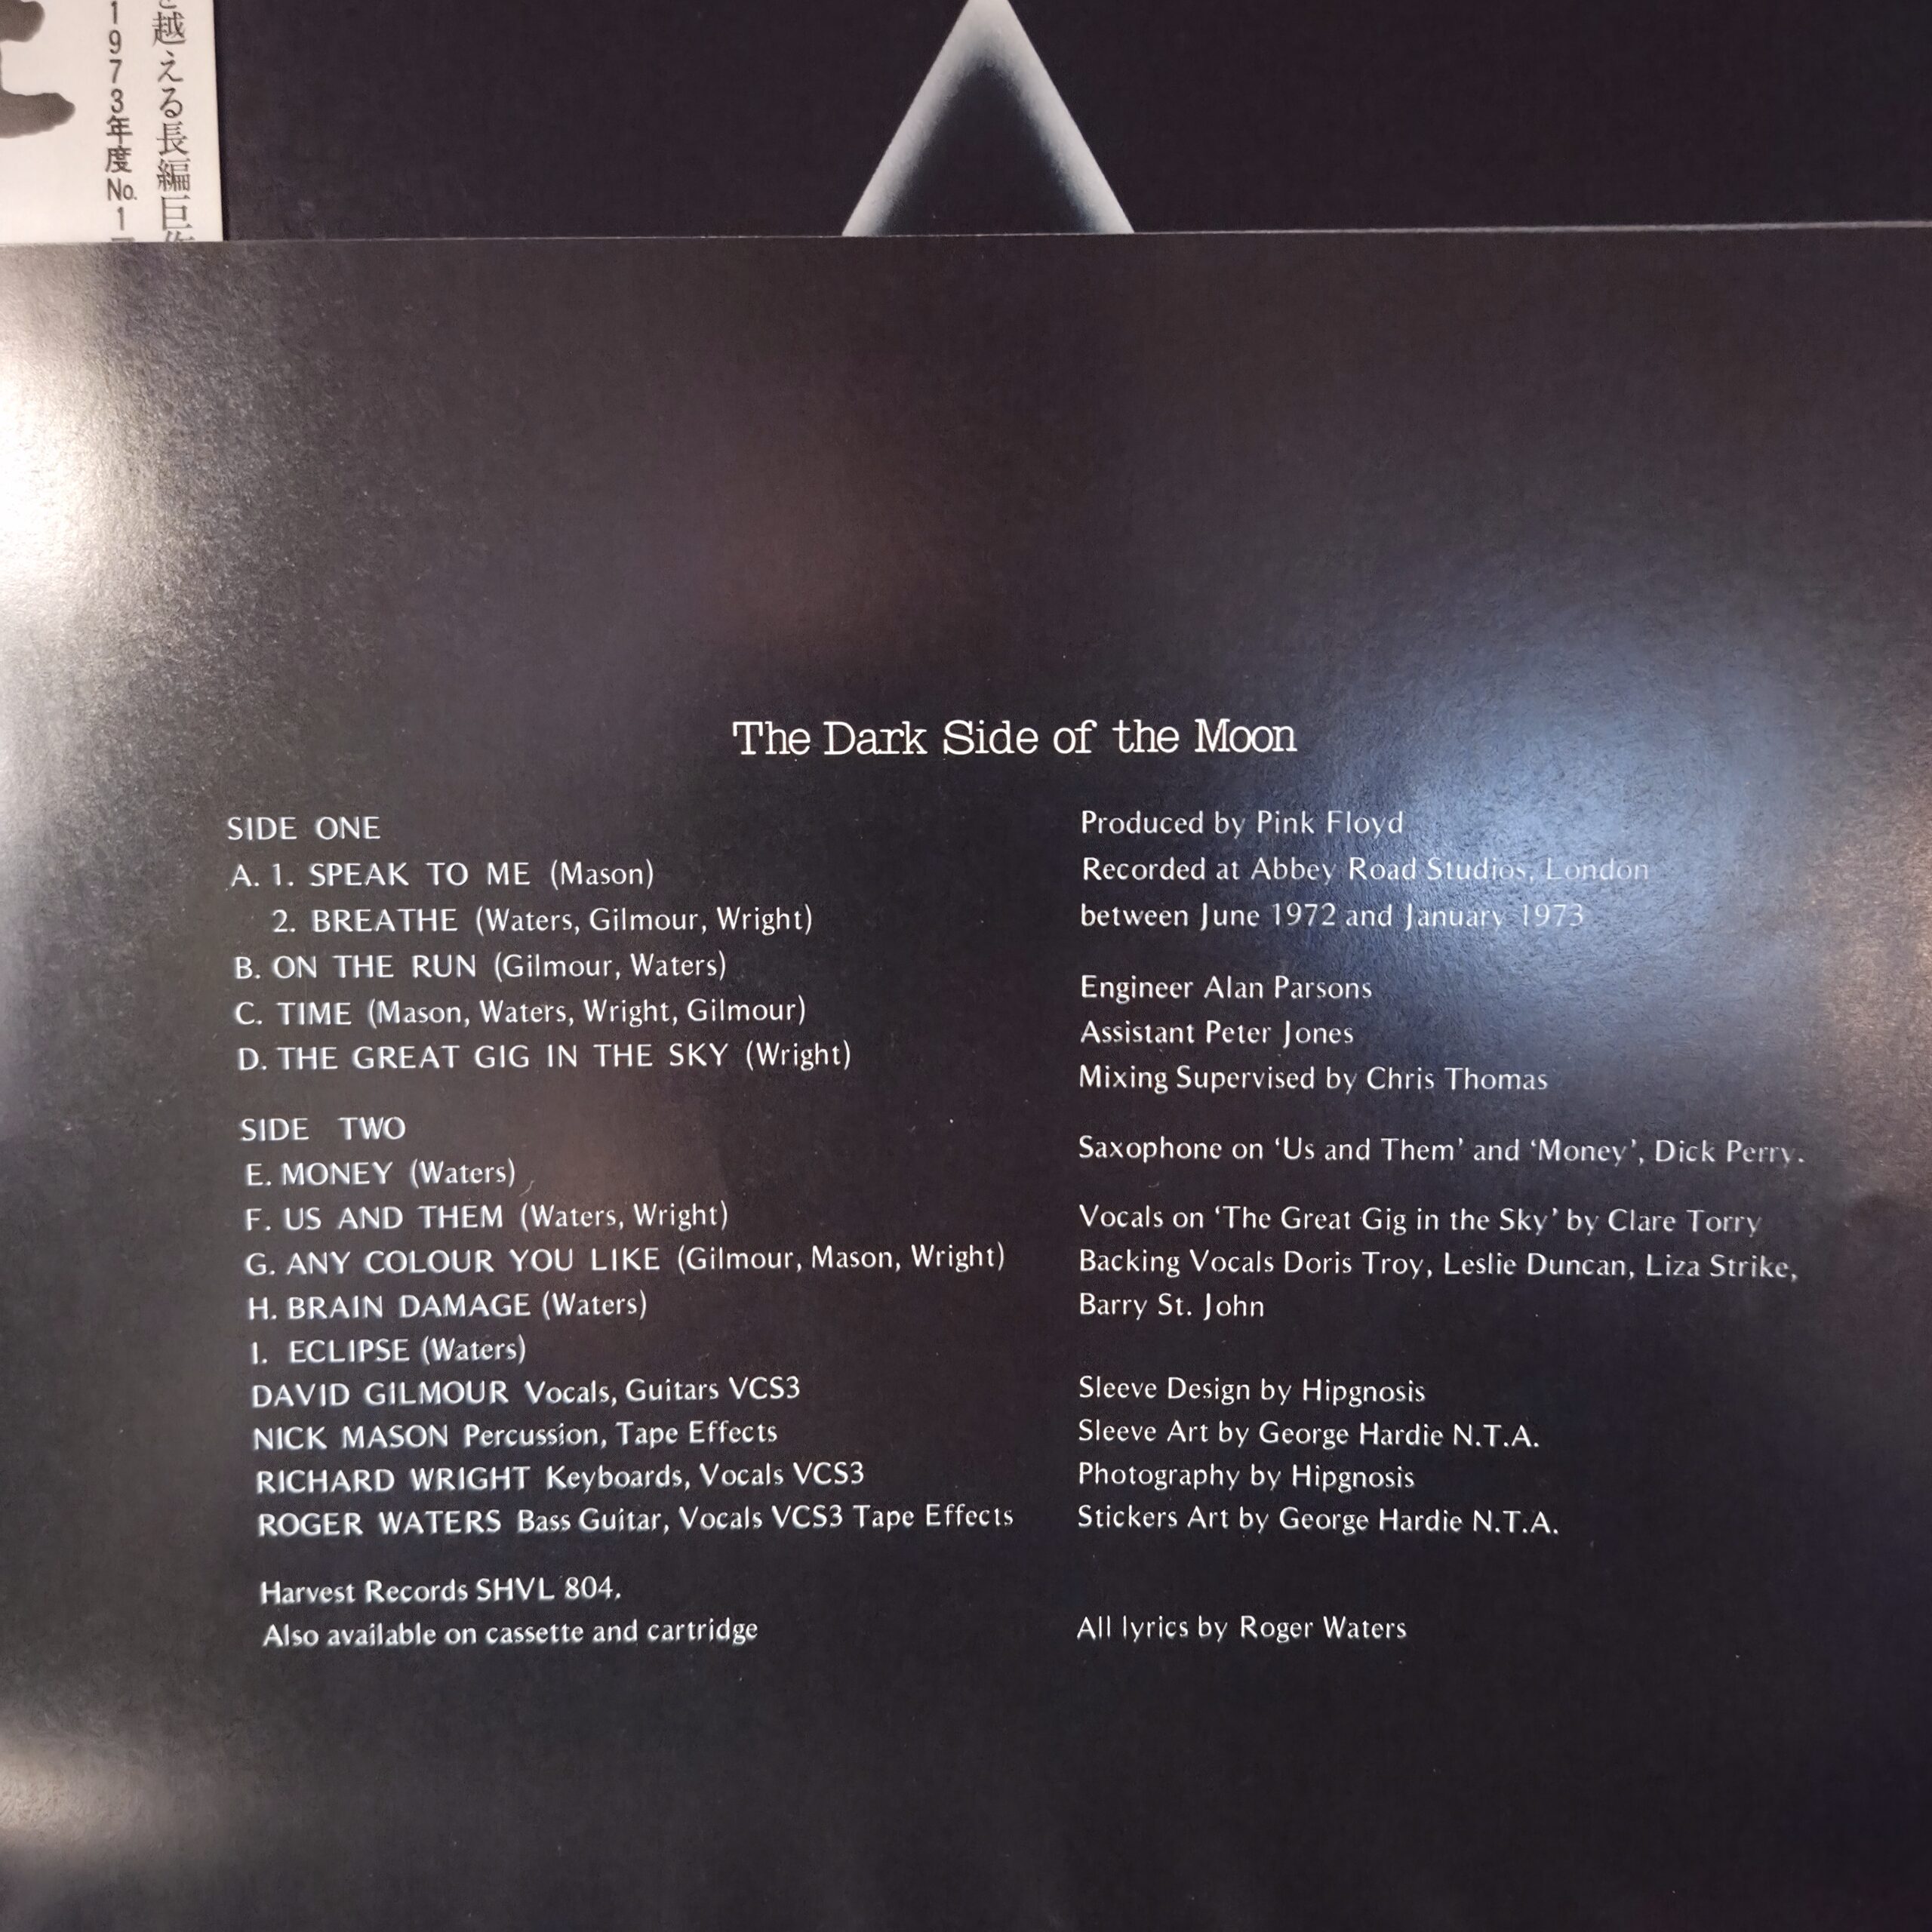 越える長編巨
1973年度No.1
The Dark Side of the Moon
SIDE ONE
A. 1. SPEAK TO ME (Mason)
2. BREATHE (Waters, Gilmour, Wright)
B. ON THE RUN (Gilmour, Waters)
C. TIME (Mason, Waters, Wright, Gilmour)
D. THE GREAT GIG IN THE SKY (Wright)
SIDE TWO
E. MONEY (Waters)
F. US AND THEM (Waters, Wright)
G. ANY COLOUR YOU LIKE (Gilmour, Mason, Wright)
H. BRAIN DAMAGE (Waters)
I. ECLIPSE (Waters)
DAVID GILMOUR Vocals, Guitars VCS3
NICK MASON Percussion, Tape Effects
RICHARD WRIGHT Keyboards, Vocals VCS3
ROGER WATERS Bass Guitar, Vocals VCS3 Tape Effects
Harvest Records SHVL 804.
Also available on cassette and cartridge
Produced by Pink Floyd
Recorded at Abbey Road Studios, London
between June 1972 and January 1973
Engineer Alan Parsons
Assistant Peter Jones
Mixing Supervised by Chris Thomas
Saxophone on ‘Us and Them’ and ‘Money’, Dick Perry.
Vocals on ‘The Great Gig in the Sky’ by Clare Torry
Backing Vocals Doris Troy, Leslie Duncan, Liza Strike,
Barry St. John
Sleeve Design by Hipgnosis
Sleeve Art by George Hardie N.T.A.
Photography by Hipgnosis
Stickers Art by George Hardie N.T.A.
All lyrics by Roger Waters